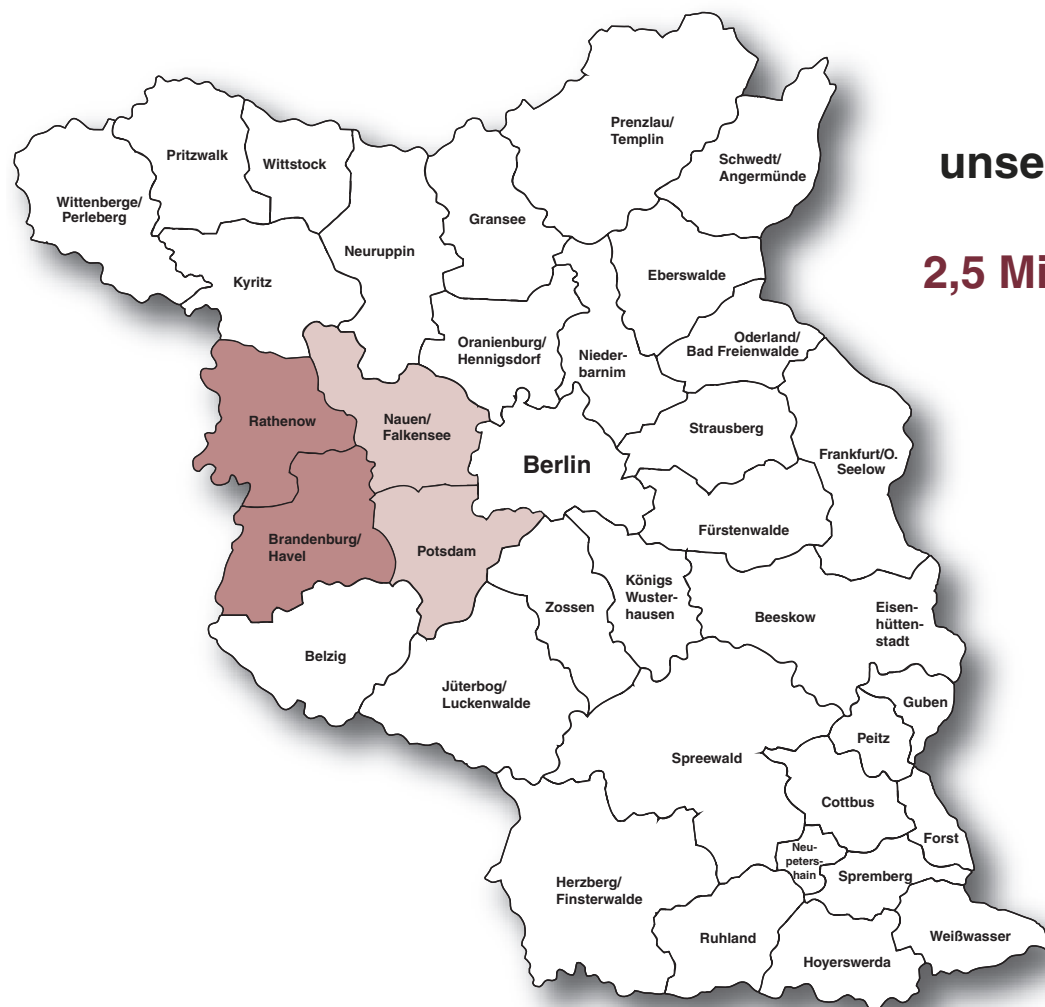 Prenzlau/
Templin
Pritzwalk
Wittstock
Schwedt/
Angermünde
unse
Wittenberge/
Perleberg
Gransee
Neuruppin
Kyritz
Eberswalde
2,5 Mi
Oranienburg/
Hennigsdorf
Nieder-
barnim
Oderland/
Bad Freienwalde
Rathenow
Nauen/
Falkensee
Strausberg
Berlin
Frankfurt/O.
Seelow
Brandenburg/
Havel
Potsdam
Fürstenwalde
Königs
Wuster-
hausen
Zossen
Beeskow
Eisen-
hütten-
stadt
Belzig
Jüterbog/
Luckenwalde
Guben
Peitz
Spreewald
Cottbus
Forst
Neu-
peters-
hain
Spremberg
Herzberg/
Finsterwalde
Ruhland
Weißwasser
Hoyerswerda